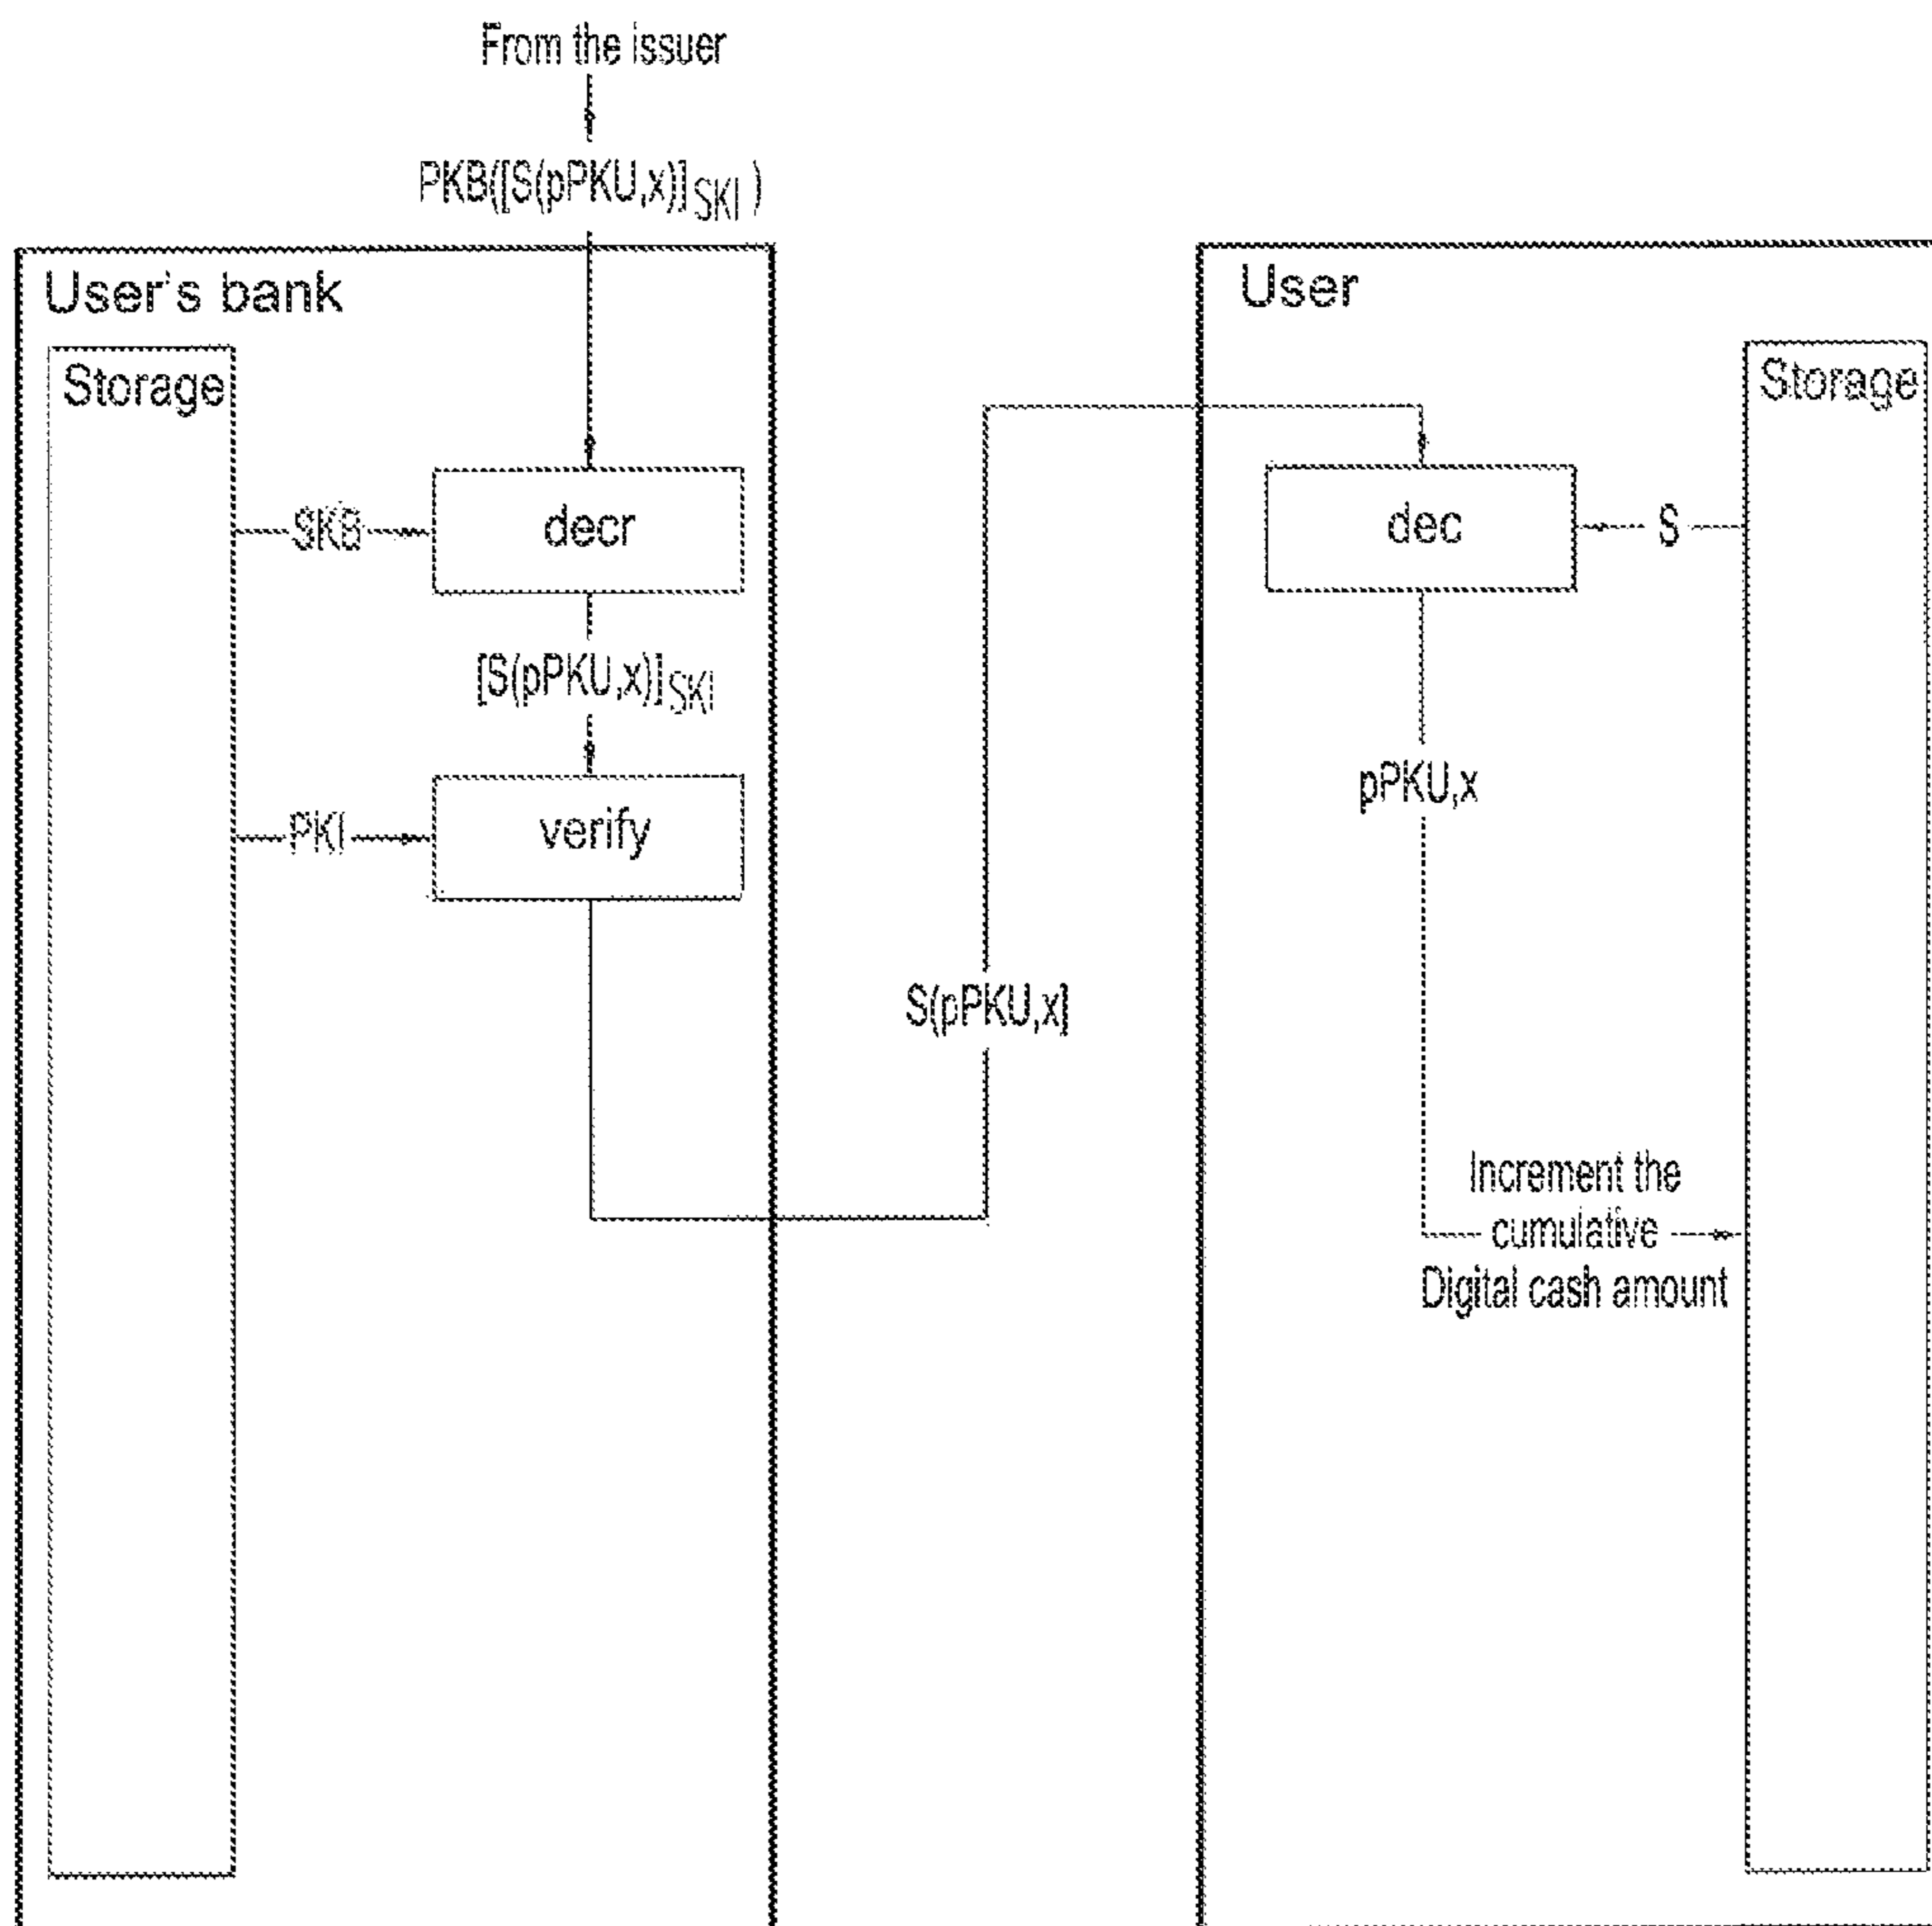 From the issuer
PKB([S(pPKU,x)]SKI )
User's bank
Storage
SKB
decr
[S(pPKU,x)]SKI
PKI
verify
S(pPKU,x]
User
Storage
dec
S
pPKU,x
Increment the
cumulative
Digital cash amount